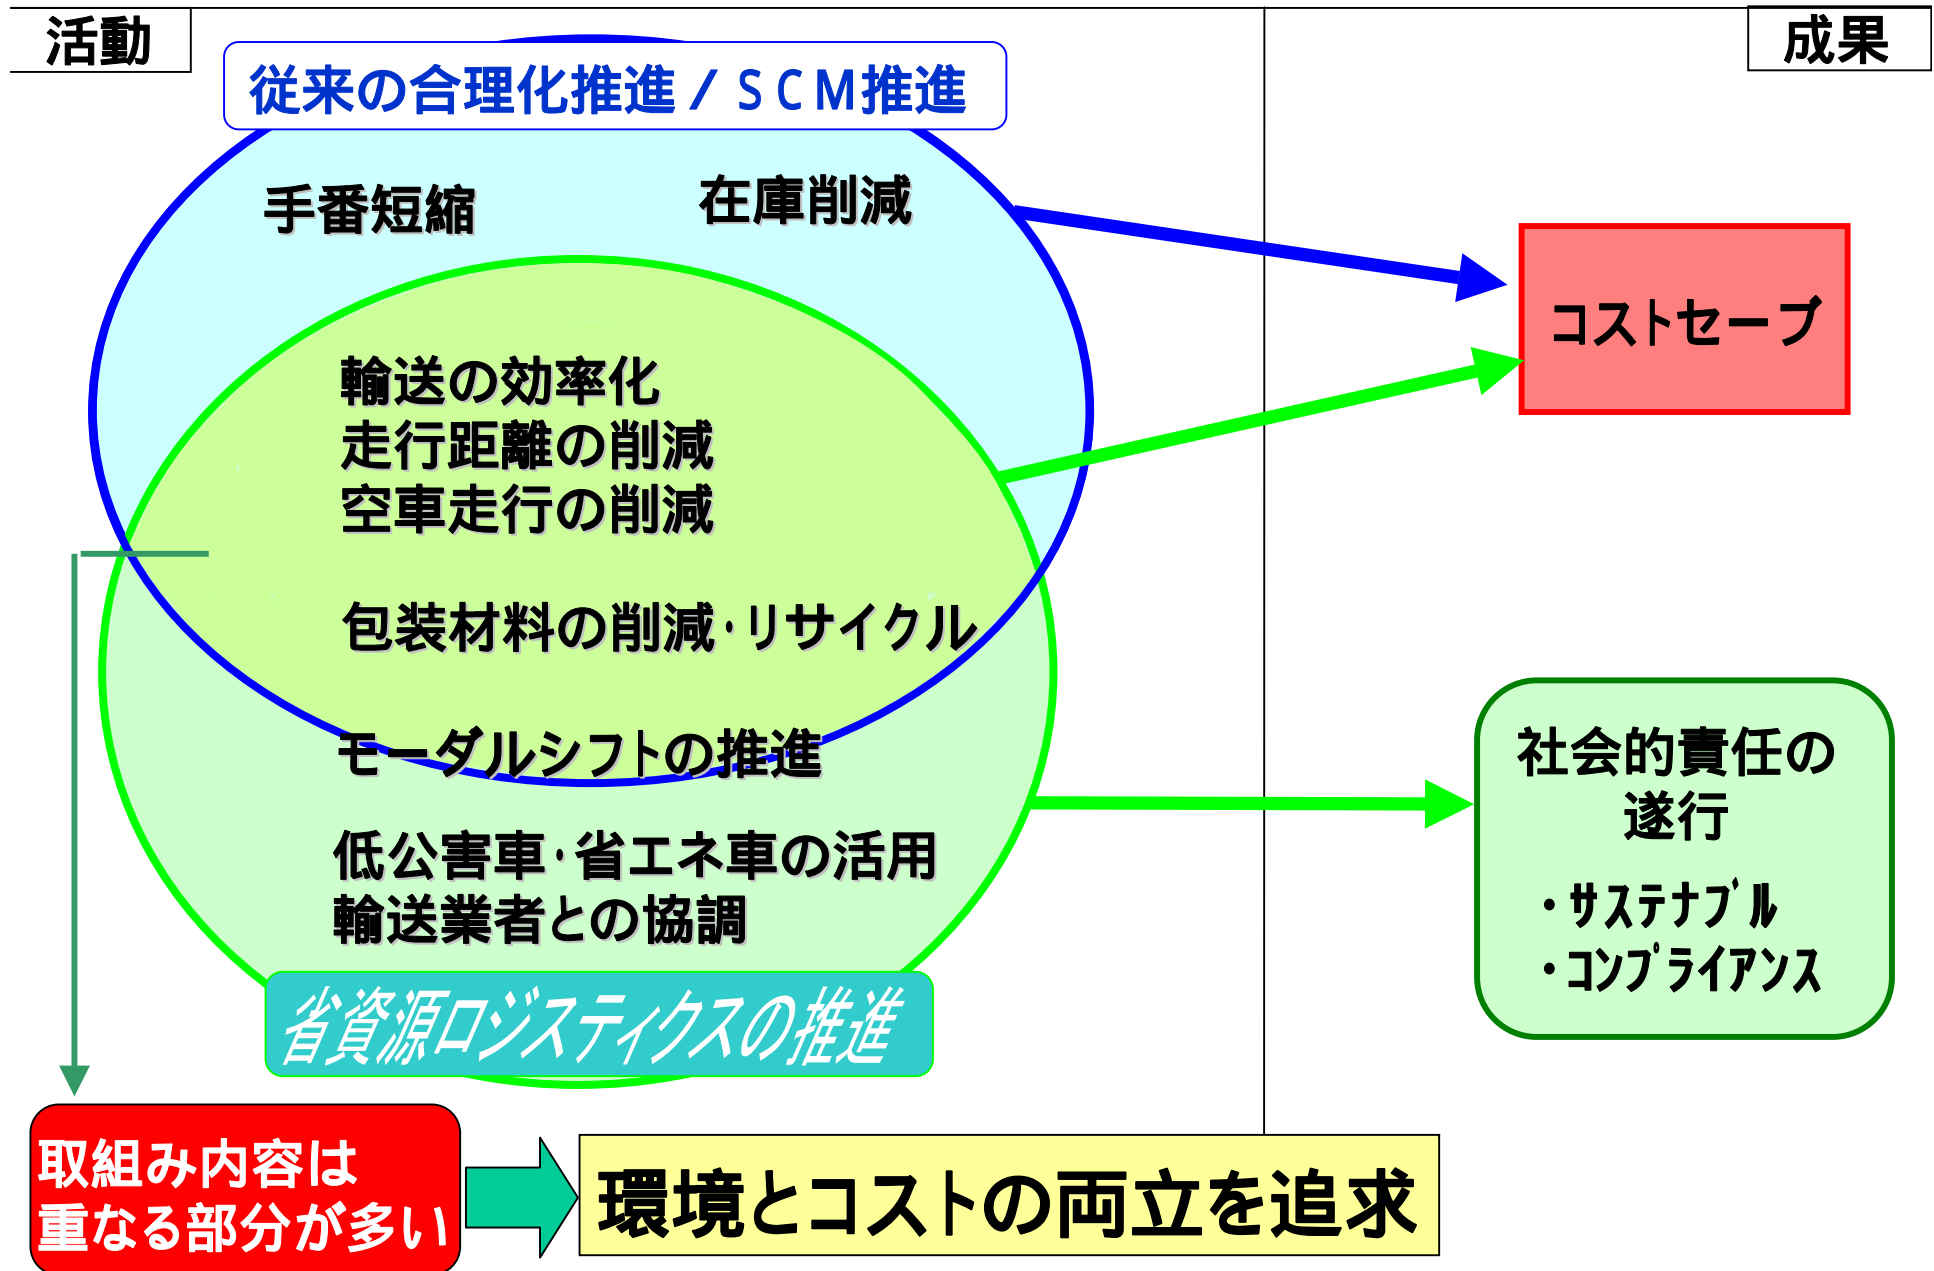 活動
成果
従来の合理化推進/SCM推進
手番短縮
在庫削減
輸送の効率化
走行距離の削減
空車走行の削減
包装材料の削減・リサイクル
モーダルシフトの推進
低公害車・省エネ車の活用
輸送業者との協調
省資源ロジスティクスの推進
コストセーブ
社会的責任の
遂行
・サステナブル
・コンプライアンス
取組み内容は
重なる部分が多い
環境とコストの両立を追求